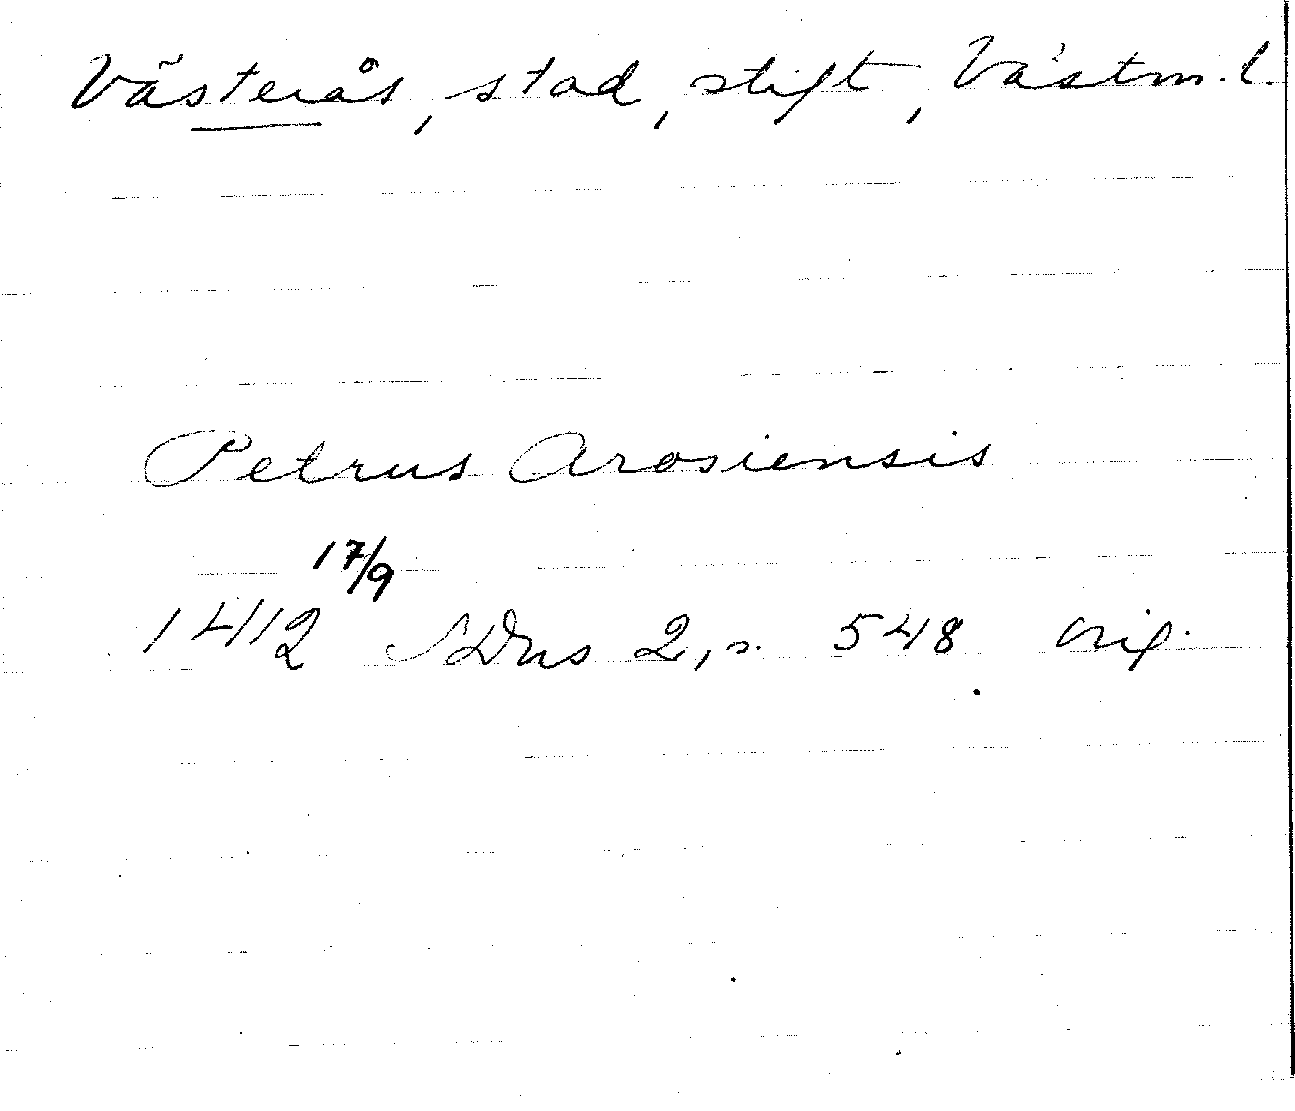 Västerås, stad, stift, Västm. l.
Petrus Arosiensis
17/9
1412 SDns 2, s. 548 orig.